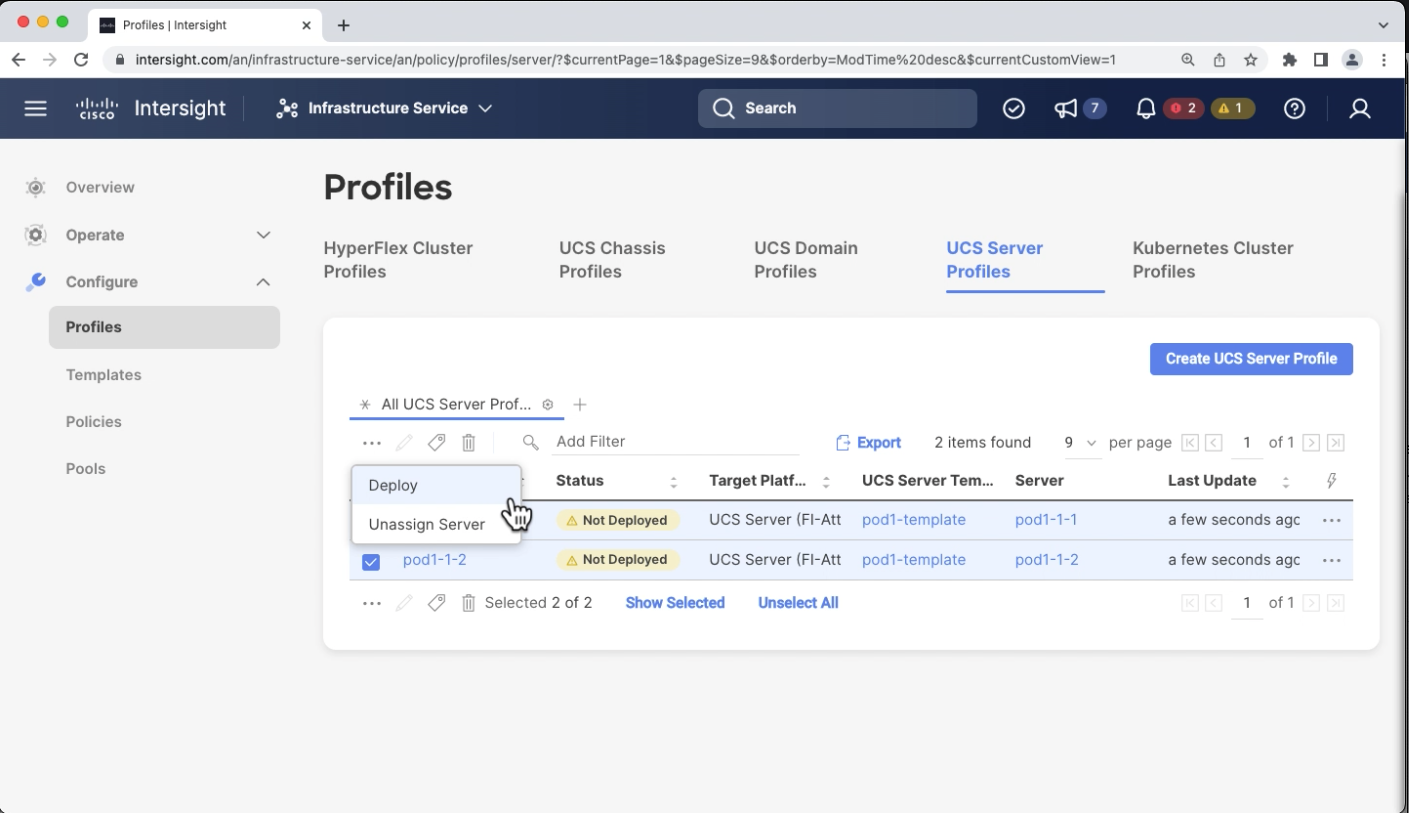 Profiles | Intersight
intersight.com/an/infrastructure-service/an/policy/profiles/server/?$currentPage=1&$pageSize=9&$orderby=ModTime%20desc&$currentCustomView=1
cisco Intersight Infrastructure Service Search 7 2 1
Overview
Operate
Configure
Profiles
Templates
Policies
Pools
Profiles
HyperFlex Cluster
Profiles
UCS Chassis
Profiles
UCS Domain
Profiles
UCS Server
Profiles
Kubernetes Cluster
Profiles
Create UCS Server Profile
All UCS Server Prof...
Add Filter Export 2 items found 9 per page 1 of 1
Deploy
Unassign Server
Status Target Platf... UCS Server Tem... Server Last Update
Not Deployed UCS Server (FI-Att pod1-template pod1-1-1 a few seconds ago
pod1-1-2 Not Deployed UCS Server (FI-Att pod1-template pod1-1-2 a few seconds ago
Selected 2 of 2 Show Selected Unselect All 1 of 1